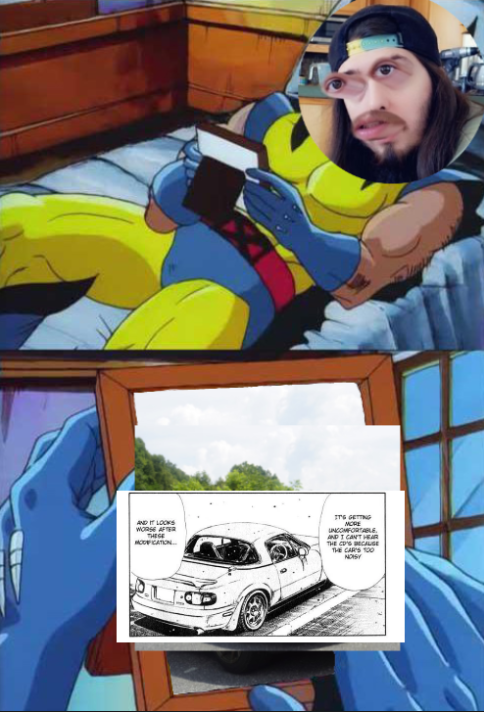 AND IT LOOKS
WORSE AFTER
THESE
MODIFICATION...
IT'S GETTING
MORE
UNCOMFORTABLE,
AND I CAN'T HEAR
THE CD'S BECAUSE
THE CAR'S TOO
NOISY